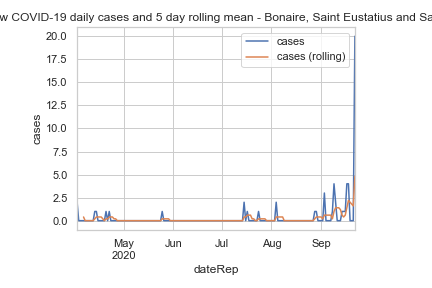 w COVID-19 daily cases and 5 day rolling mean - Bonaire, Saint Eustatius and Sa
cases
cases (rolling)
20.0
17.5
15.0
12.5
10.0
7.5
5.0
2.5
0.0
cases
May
2020
Jun
Jul
Aug
Sep
dateRep